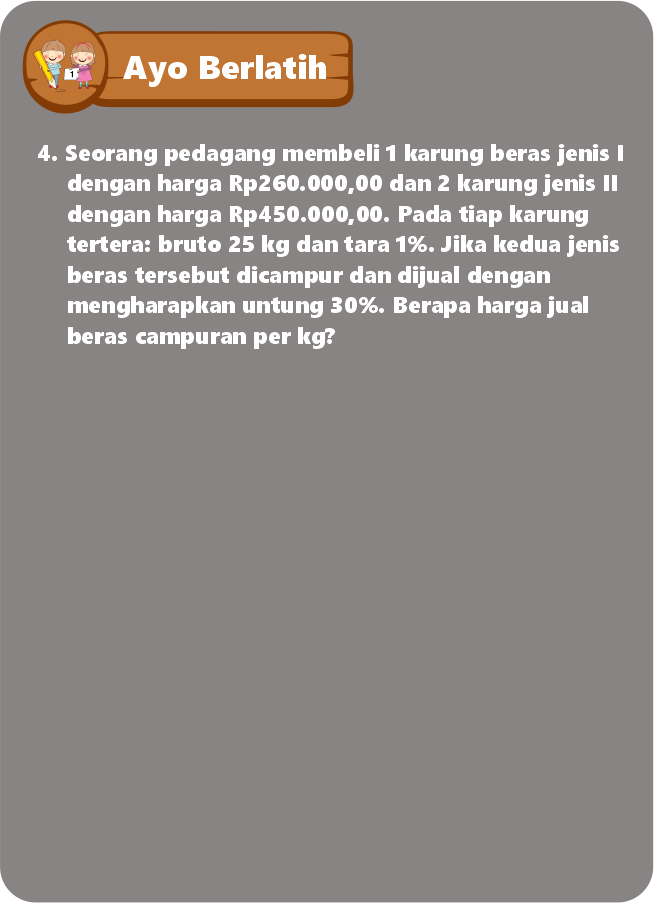 1
Ayo Berlatih
4. Seorang pedagang membeli 1 karung beras jenis I
dengan harga Rp260.000,00 dan 2 karung jenis II
dengan harga Rp450.000,00. Pada tiap karung
tertera: bruto 25 kg dan tara 1%. Jika kedua jenis
beras tersebut dicampur dan dijual dengan
mengharapkan untung 30%. Berapa harga jual
beras campuran per kg?